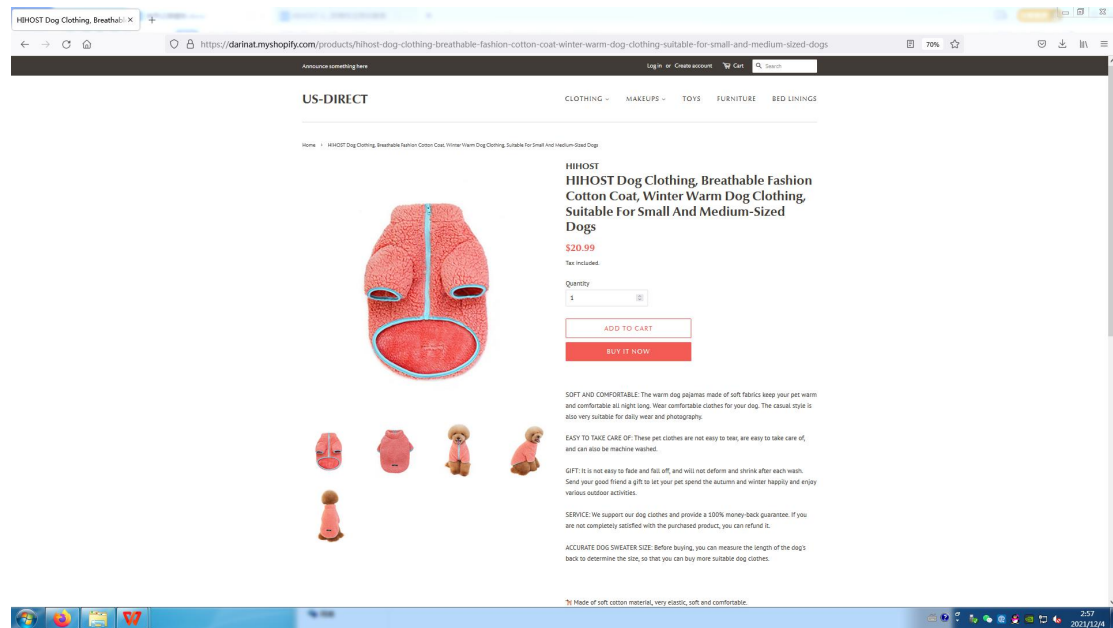 HIHOST Dog Clothing, Breathabl
https://darinat.myshopify.com/products/hihost-dog-clothing-breathable-fashion-cotton-coat-winter-warm-dog-clothing-suitable-for-small-and-medium-sized-dogs
70%
Announce something here
Log in or Create account
Cart
Search
US-DIRECT
CLOTHING
MAKEUPS
TOYS
FURNITURE
BED LININGS
Home › HIHOST Dog Clothing, Breathable Fashion Cotton Coat, Winter Warm Dog Clothing, Suitable For Small And Medium-Sized Dogs
HIHOST
HIHOST Dog Clothing, Breathable Fashion
Cotton Coat, Winter Warm Dog Clothing,
Suitable For Small And Medium-Sized
Dogs
$20.99
Tax included.
Quantity
1
ADD TO CART
BUY IT NOW
SOFT AND COMFORTABLE: The warm dog pajamas made of soft fabrics keep your pet warm
and comfortable all night long. Wear comfortable clothes for your dog. The casual style is
also very suitable for daily wear and photography.
EASY TO TAKE CARE OF: These pet clothes are not easy to tear, are easy to take care of,
and can also be machine washed.
GIFT: It is not easy to fade and fall off, and will not deform and shrink after each wash.
Send your good friend a gift to let your pet spend the autumn and winter happily and enjoy
various outdoor activities.
SERVICE: We support our dog clothes and provide a 100% money-back guarantee. If you
are not completely satisfied with the purchased product, you can refund it.
ACCURATE DOG SWEATER SIZE: Before buying, you can measure the length of the dog's
back to determine the size, so that you can buy more suitable dog clothes.
Made of soft cotton material, very elastic, soft and comfortable.
2:57
2021/12/4